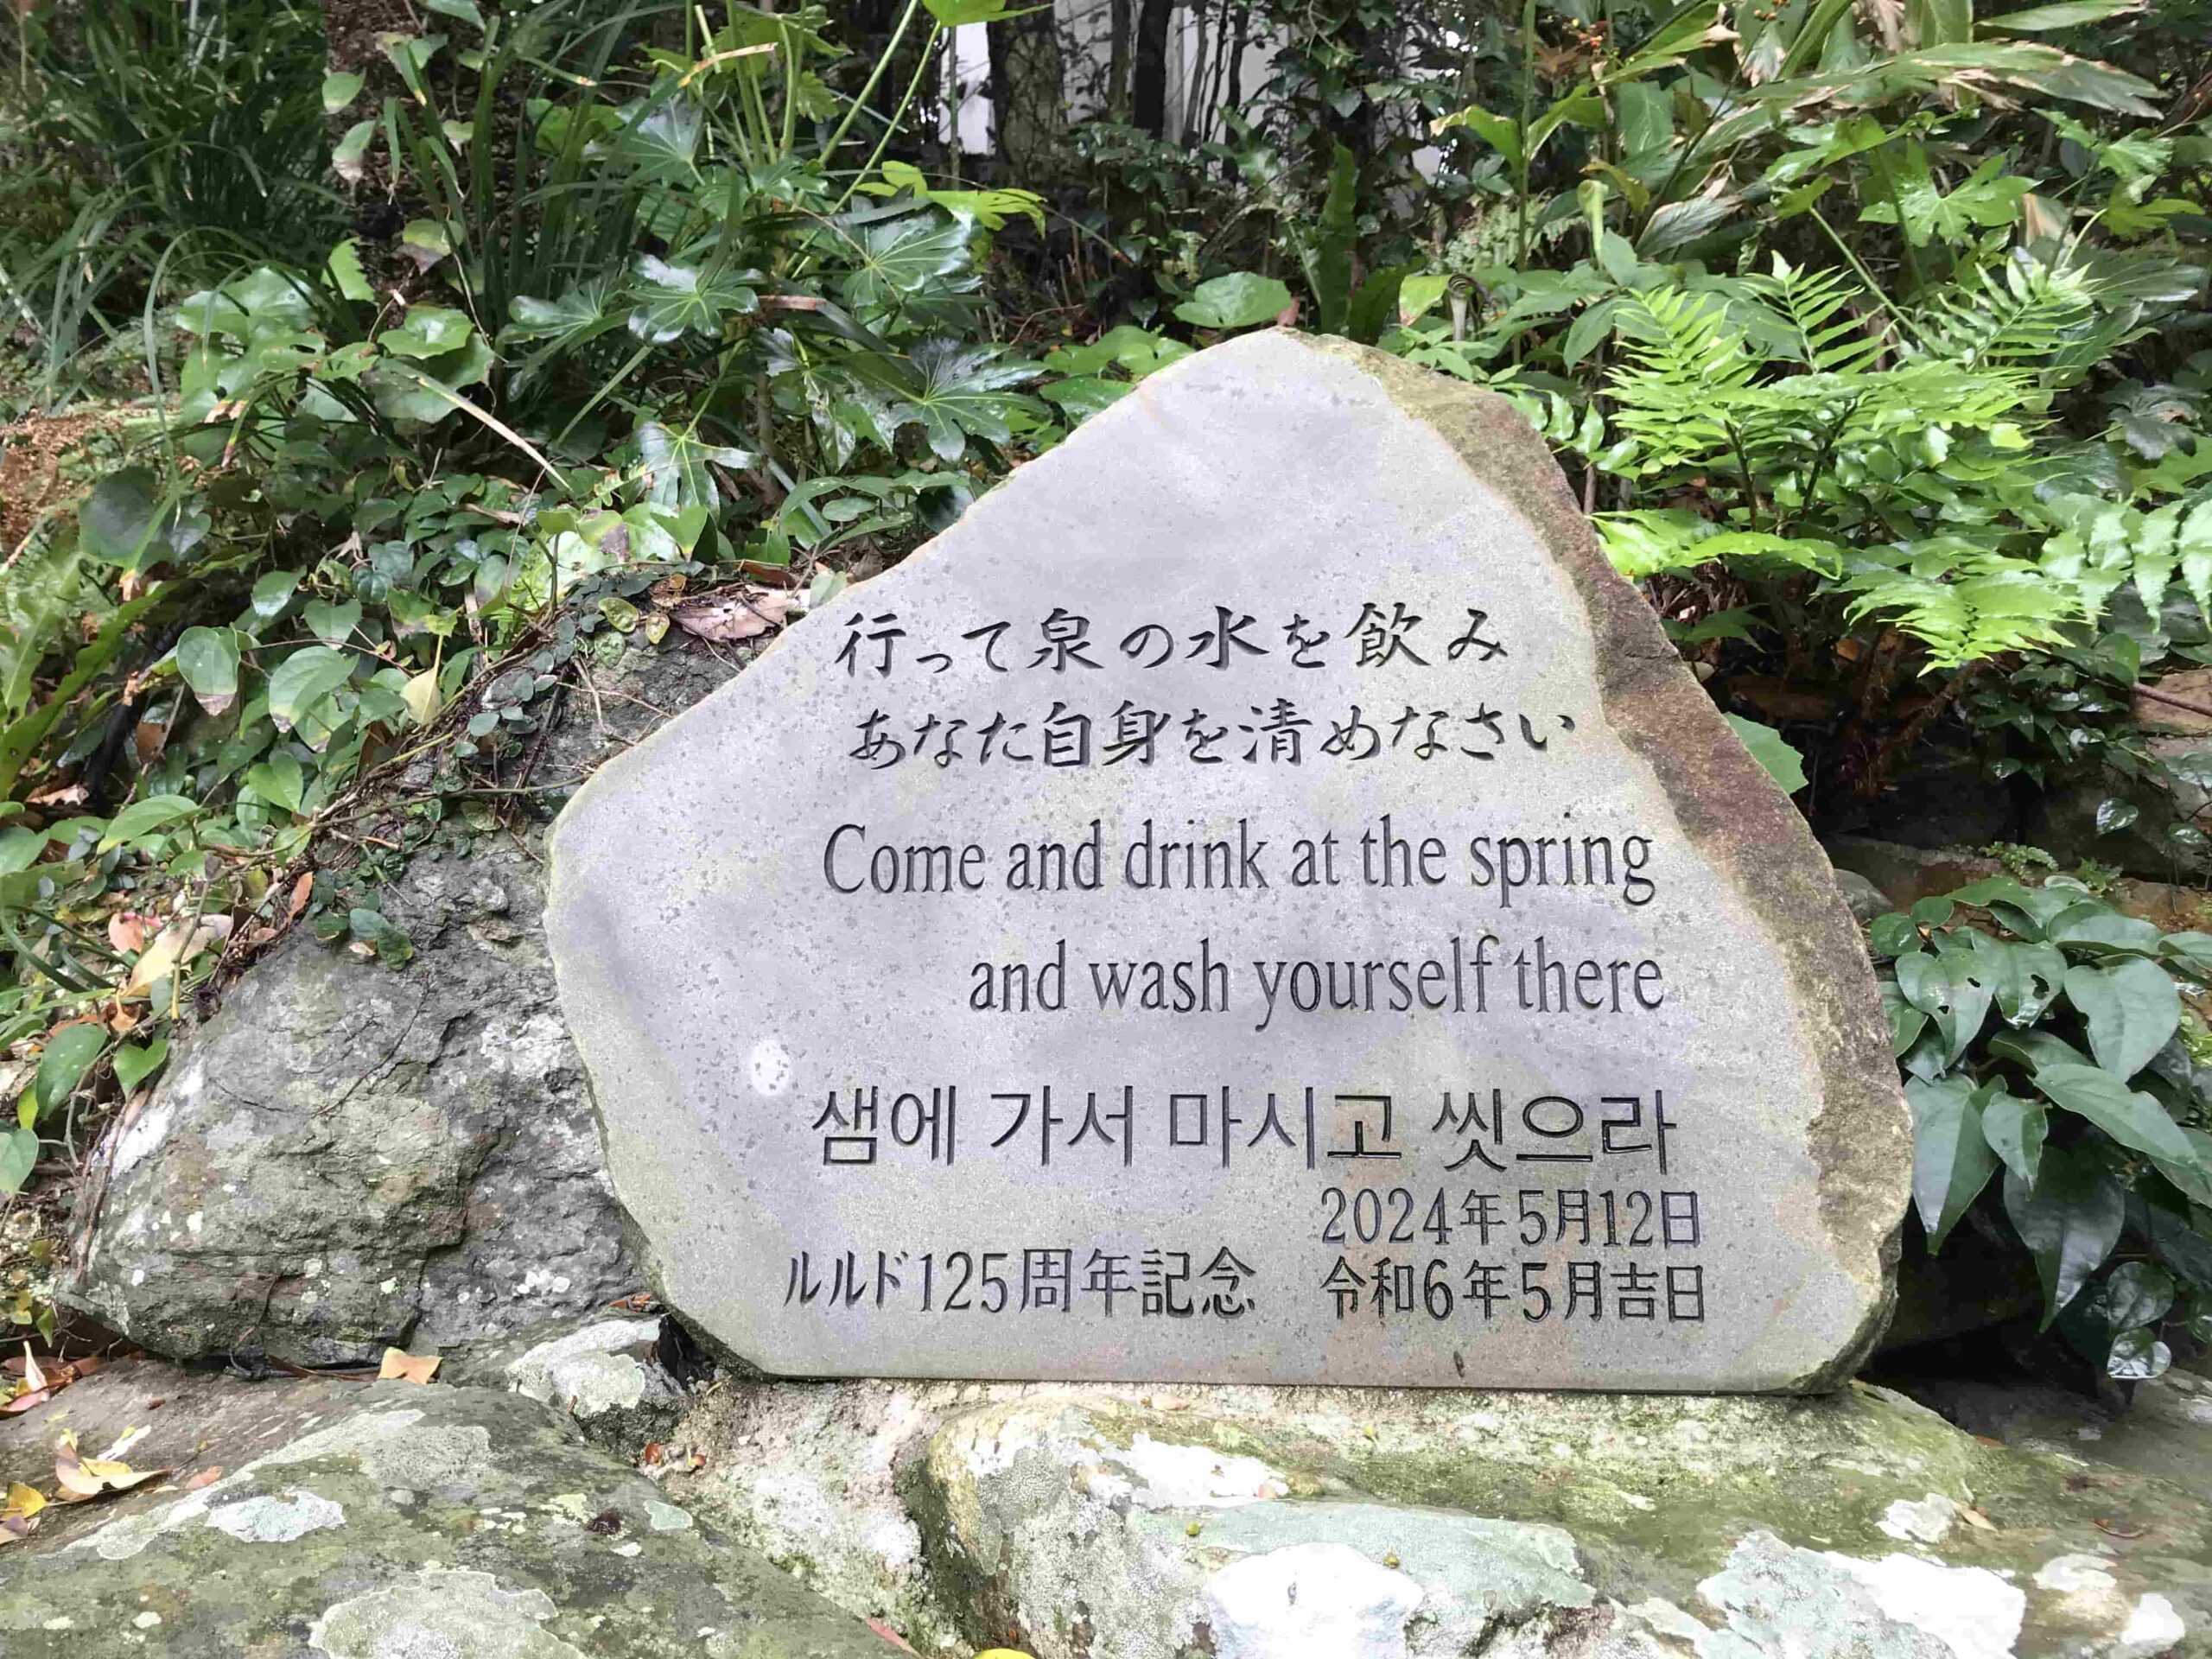 行って泉の水を飲み
あなた自身を清めなさい
Come and drink at the spring
and wash yourself there
샘에 가서 마시고 씻으라
2024年5月12日
ルルド125周年記念 令和6年5月吉日